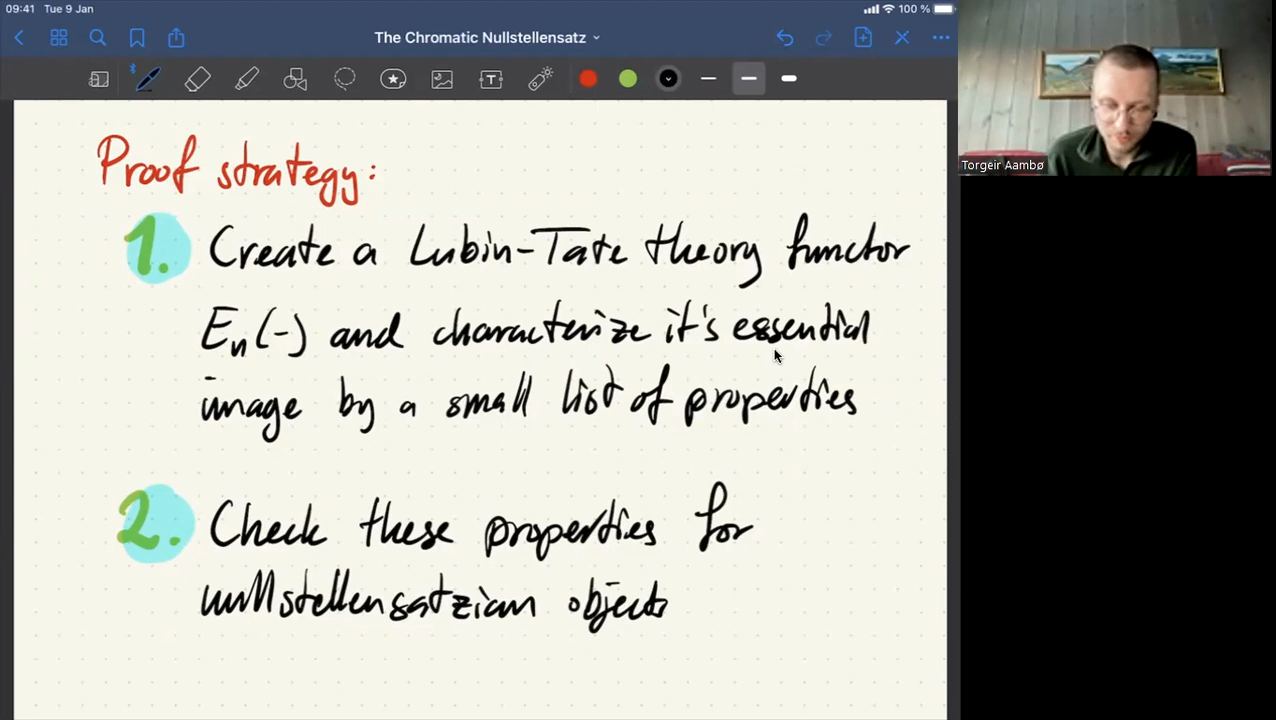 09:41 Tue 9 Jan
100 %
The Chromatic Nullstellensatz
Torgeir Aambø
Proof strategy:
1. Create a Lubin-Tate theory functor
En(-) and characterize it's essential
image by a small list of properties
2. Check these properties for
nullstellensatzian objects